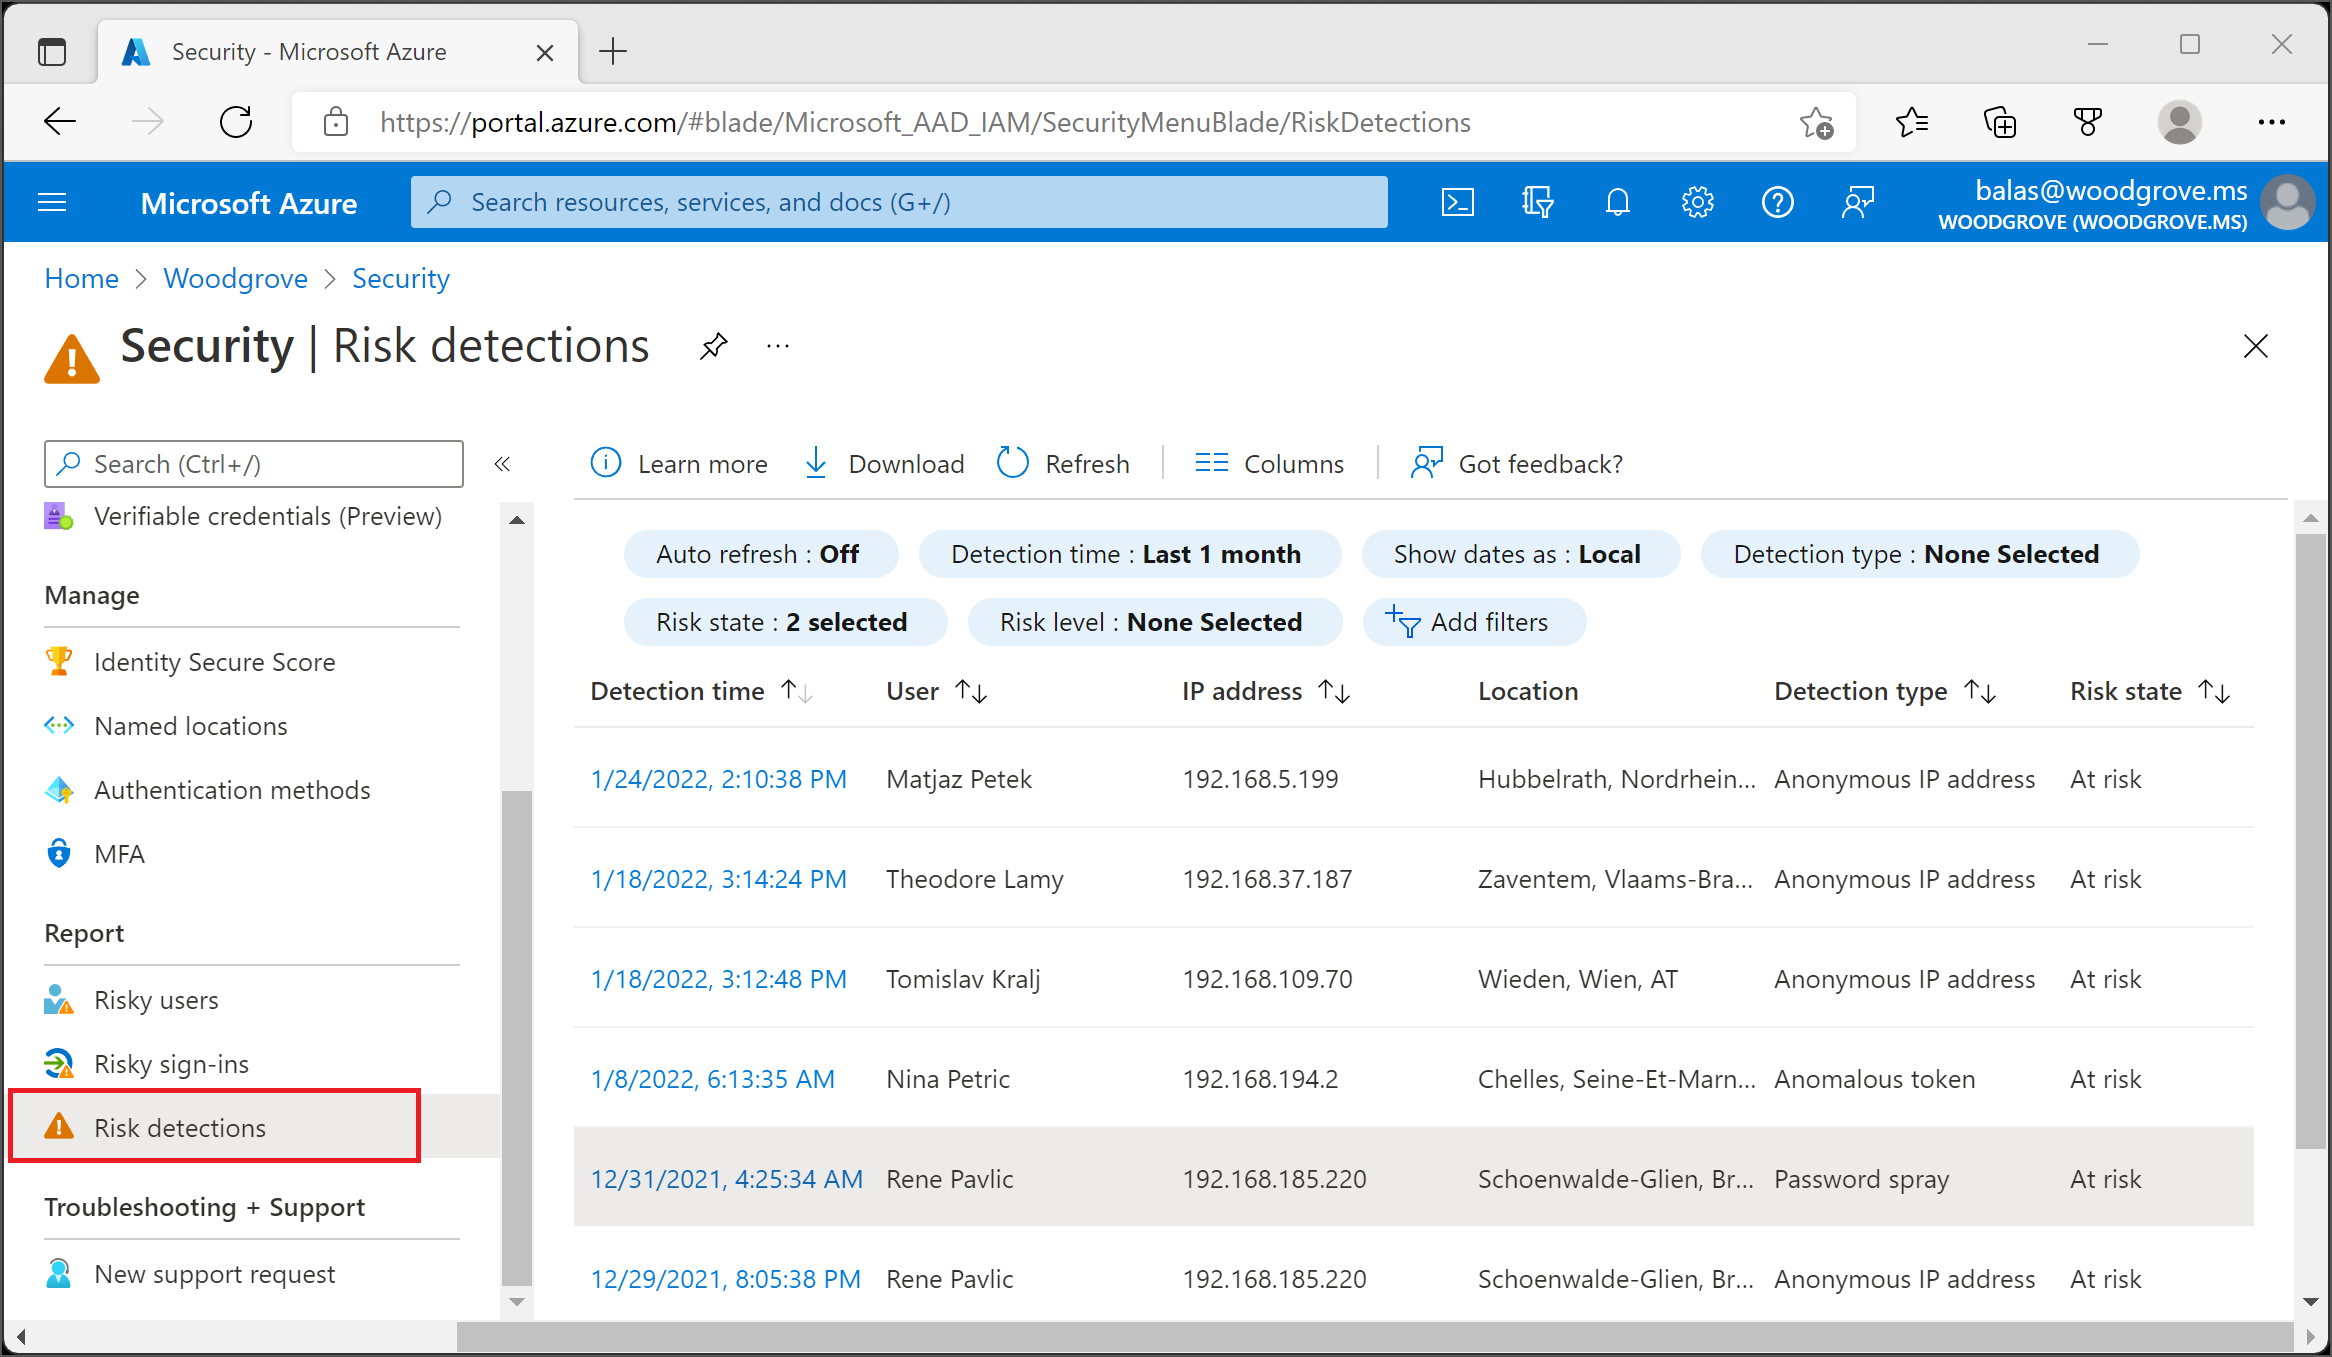 Security - Microsoft Azure
https://portal.azure.com/#blade/Microsoft_AAD_IAM/SecurityMenuBlade/RiskDetections
Microsoft Azure
Search resources, services, and docs (G+/)
balas@woodgrove.ms
WOODGROVE (WOODGROVE.MS)
Home > Woodgrove > Security
Security | Risk detections
Search (Ctrl+/)
Verifiable credentials (Preview)
Manage
Identity Secure Score
Named locations
Authentication methods
MFA
Report
Risky users
Risky sign-ins
Risk detections
Troubleshooting + Support
New support request
Learn more Download Refresh Columns Got feedback?
Auto refresh : Off Detection time : Last 1 month Show dates as : Local Detection type : None Selected
Risk state : 2 selected Risk level : None Selected Add filters
Detection time User IP address Location Detection type Risk state
1/24/2022, 2:10:38 PM Matjaz Petek 192.168.5.199 Hubbelrath, Nordrhein... Anonymous IP address At risk
1/18/2022, 3:14:24 PM Theodore Lamy 192.168.37.187 Zaventem, Vlaams-Bra... Anonymous IP address At risk
1/18/2022, 3:12:48 PM Tomislav Kralj 192.168.109.70 Wieden, Wien, AT Anonymous IP address At risk
1/8/2022, 6:13:35 AM Nina Petric 192.168.194.2 Chelles, Seine-Et-Marn... Anomalous token At risk
12/31/2021, 4:25:34 AM Rene Pavlic 192.168.185.220 Schoenwalde-Glien, Br... Password spray At risk
12/29/2021, 8:05:38 PM Rene Pavlic 192.168.185.220 Schoenwalde-Glien, Br... Anonymous IP address At risk